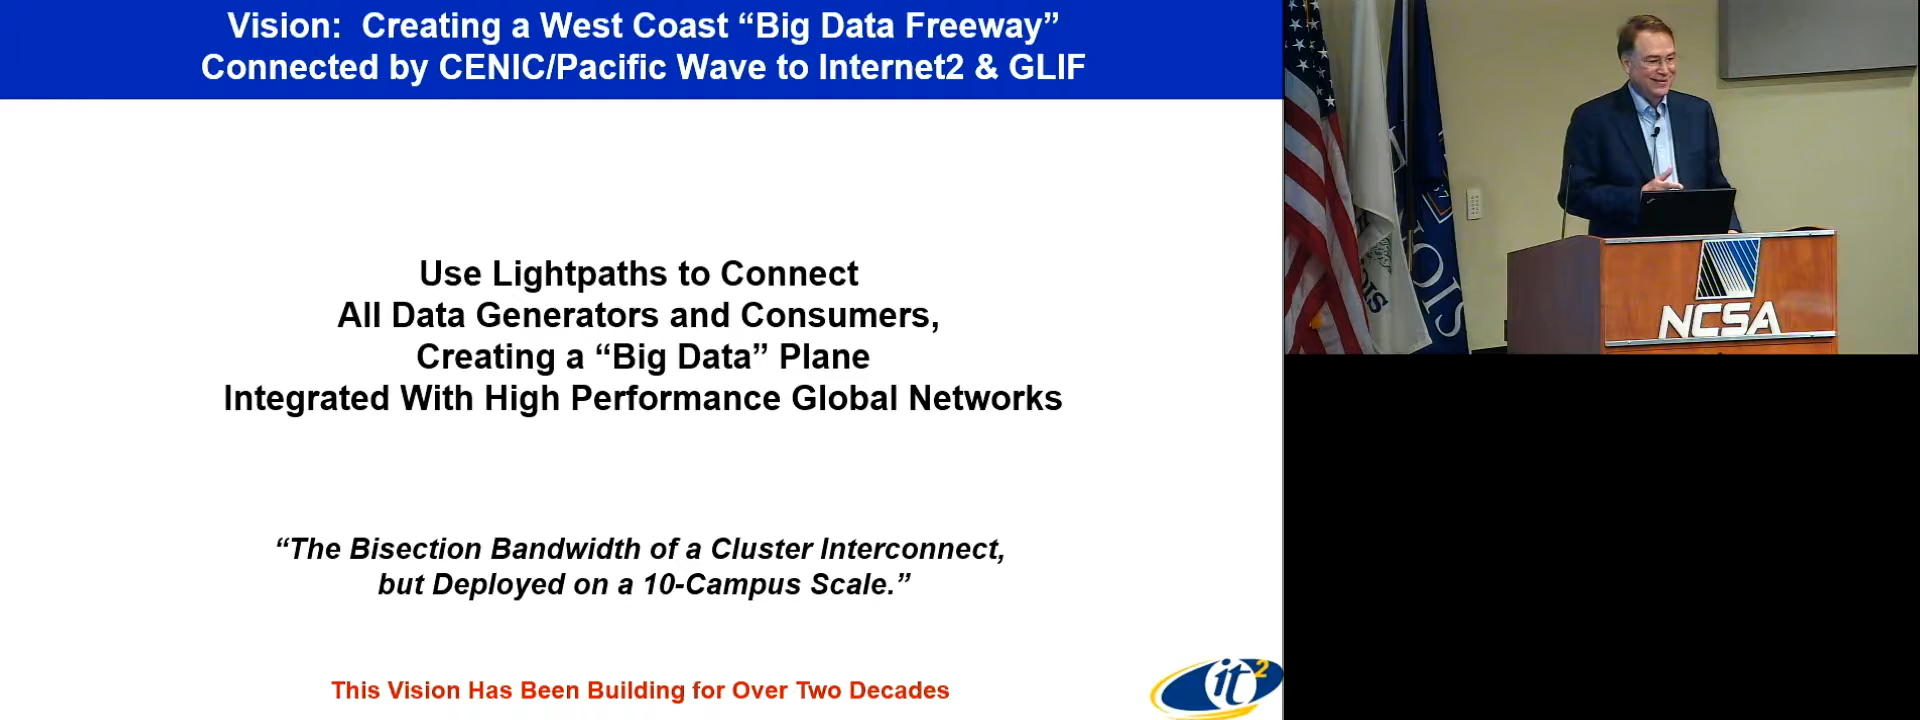 Vision:  Creating a West Coast “Big Data Freeway”
Connected by CENIC/Pacific Wave to Internet2 & GLIF
Use Lightpaths to Connect
All Data Generators and Consumers,
Creating a “Big Data” Plane
Integrated With High Performance Global Networks
“The Bisection Bandwidth of a Cluster Interconnect,
but Deployed on a 10-Campus Scale.”
This Vision Has Been Building for Over Two Decades
it2
NCSA
OIS
OIS